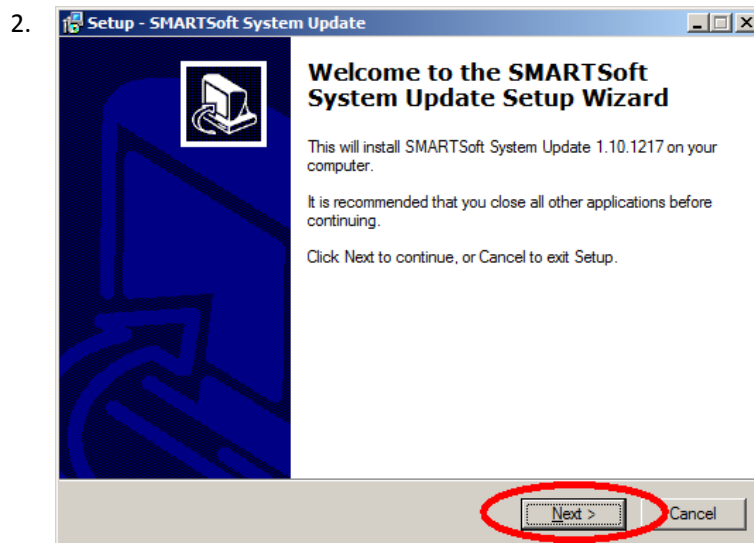 2.
Setup - SMARTSoft System Update
Welcome to the SMARTSoft
System Update Setup Wizard
This will install SMARTSoft System Update 1.10.1217 on your
computer.
It is recommended that you close all other applications before
continuing.
Click Next to continue, or Cancel to exit Setup.
Next >
Cancel